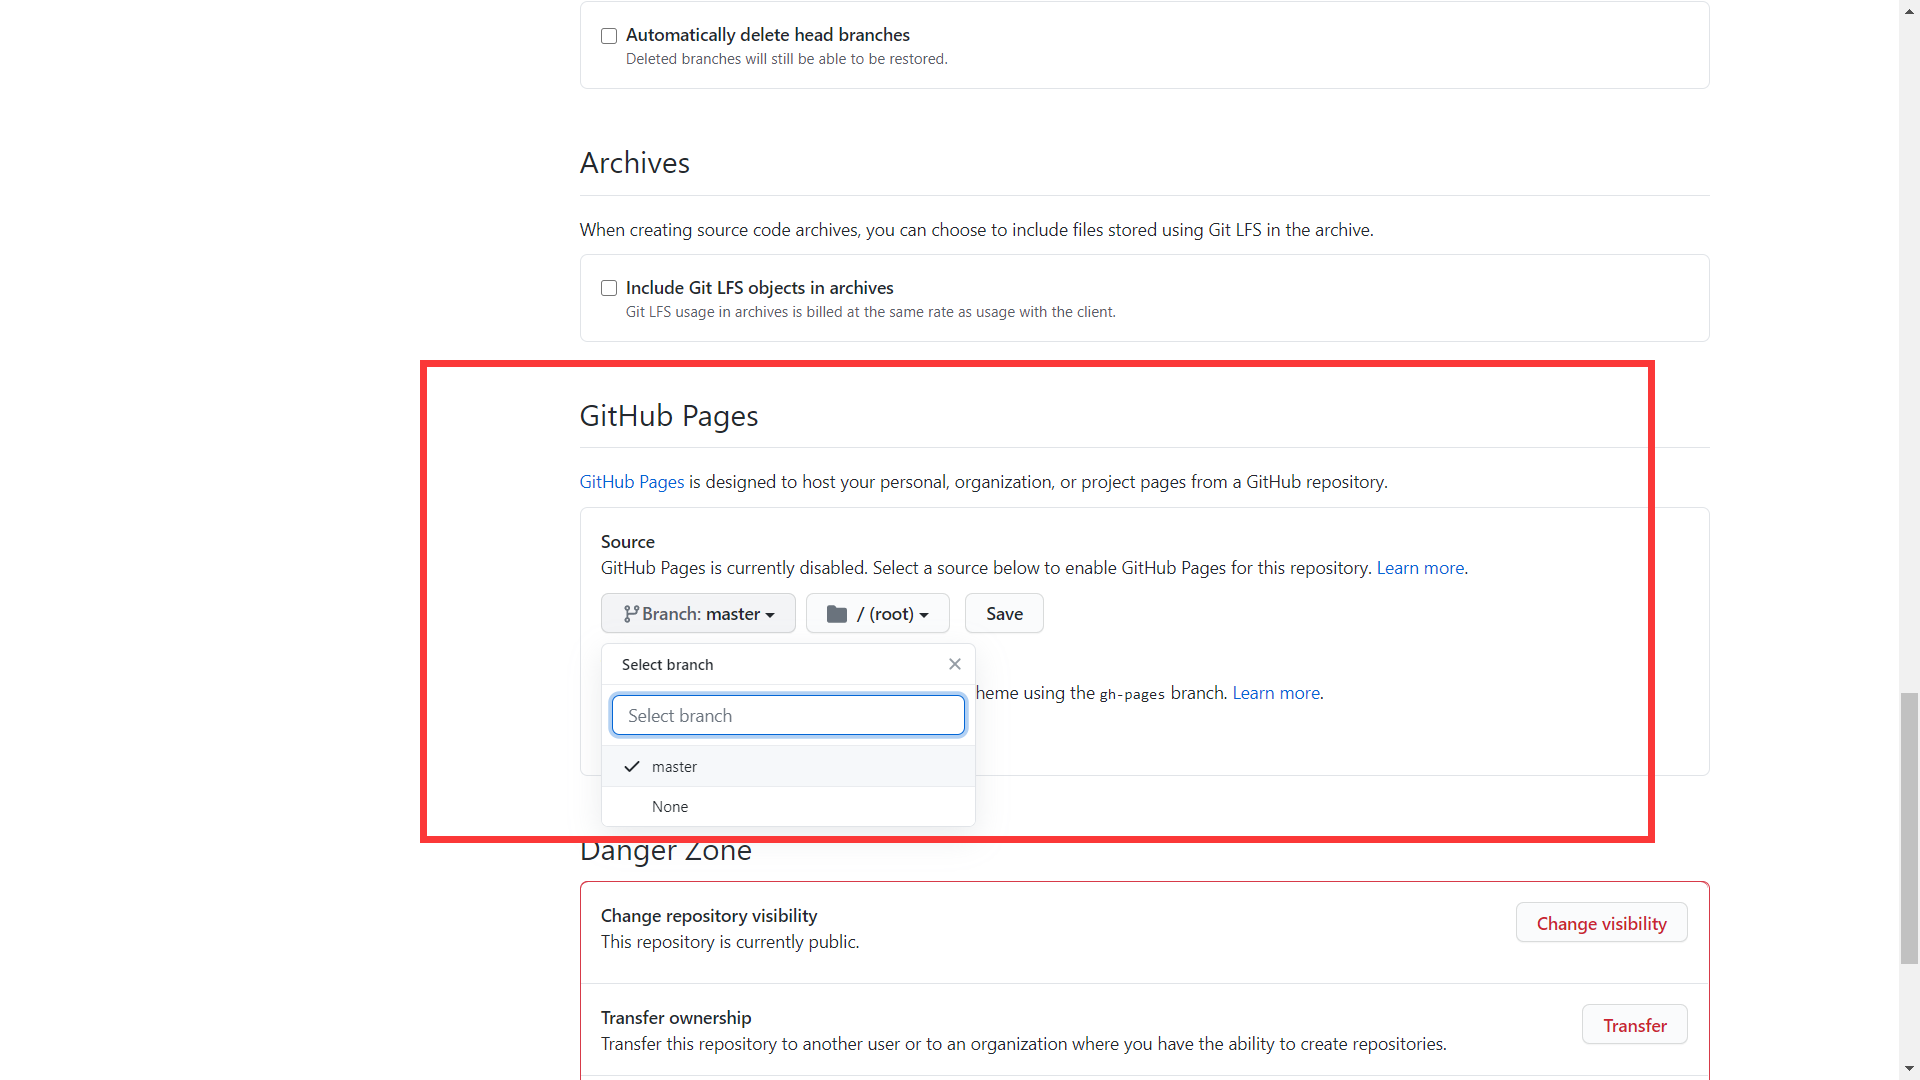 Automatically delete head branches
Deleted branches will still be able to be restored.
Archives
When creating source code archives, you can choose to include files stored using Git LFS in the archive.
Include Git LFS objects in archives
Git LFS usage in archives is billed at the same rate as usage with the client.
GitHub Pages
GitHub Pages is designed to host your personal, organization, or project pages from a GitHub repository.
Source
GitHub Pages is currently disabled. Select a source below to enable GitHub Pages for this repository. Learn more.
Branch: master / (root) Save
Select branch
heme using the gh-pages branch. Learn more.
Select branch
master
None
Danger Zone
Change repository visibility
This repository is currently public.
Change visibility
Transfer ownership
Transfer this repository to another user or to an organization where you have the ability to create repositories.
Transfer